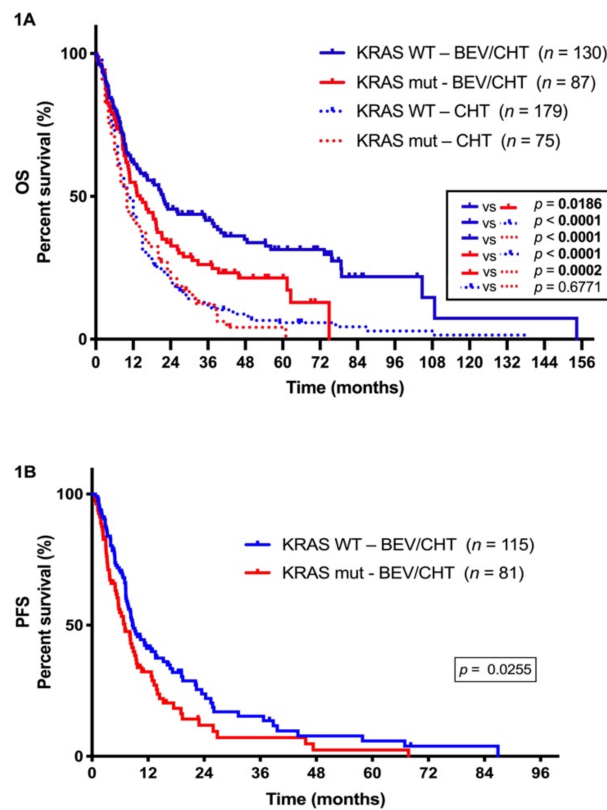 1A
KRAS WT – BEV/CHT (n = 130)
KRAS mut - BEV/CHT (n = 87)
KRAS WT – CHT (n = 179)
KRAS mut – CHT (n = 75)
OS
Percent survival (%)
100
50
0
vs p = 0.0186
vs p < 0.0001
vs p < 0.0001
vs p < 0.0001
vs p = 0.0002
vs p = 0.6771
0 12 24 36 48 60 72 84 96 108 120 132 144 156
Time (months)
1B
KRAS WT – BEV/CHT (n = 115)
KRAS mut - BEV/CHT (n = 81)
PFS
Percent survival (%)
100
50
0
p = 0.0255
0 12 24 36 48 60 72 84 96
Time (months)